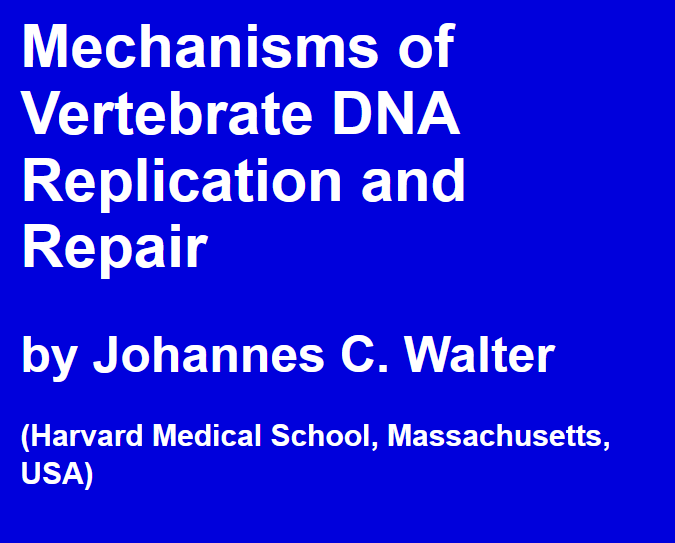 Mechanisms of
Vertebrate DNA
Replication and
Repair
by Johannes C. Walter
(Harvard Medical School, Massachusetts,
USA)